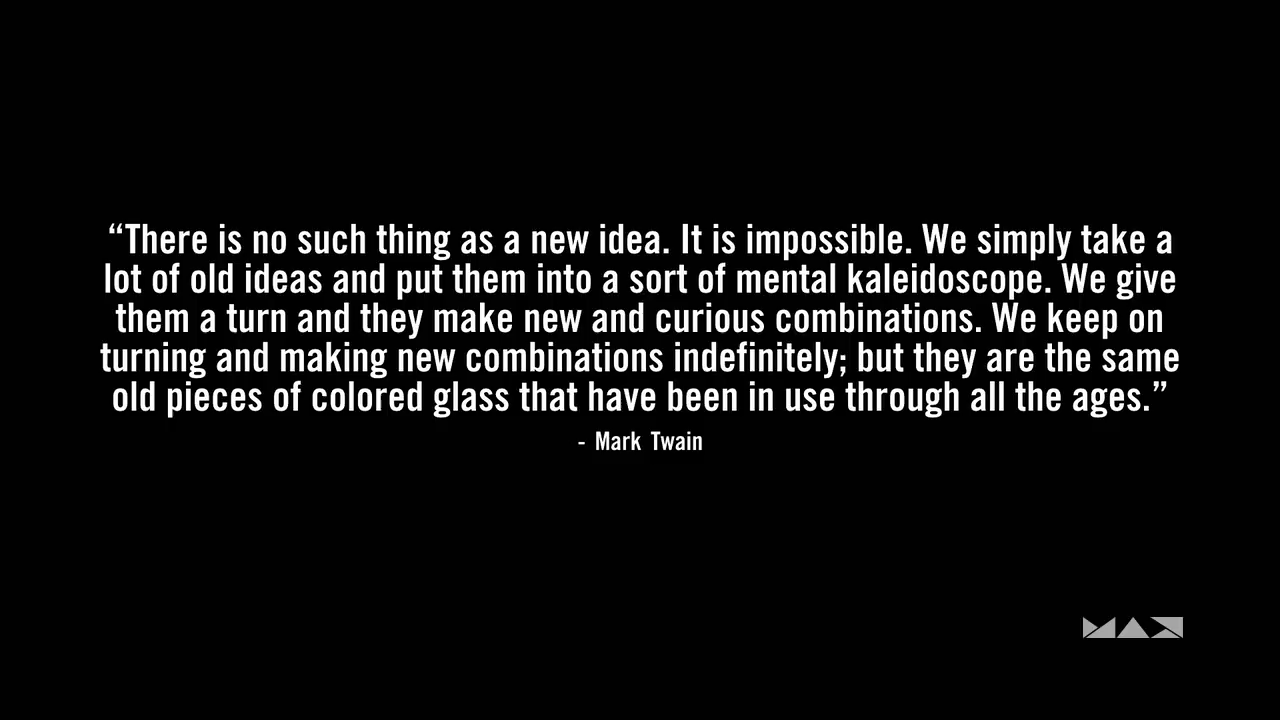 “There is no such thing as a new idea. It is impossible. We simply take a
lot of old ideas and put them into a sort of mental kaleidoscope. We give
them a turn and they make new and curious combinations. We keep on
turning and making new combinations indefinitely; but they are the same
old pieces of colored glass that have been in use through all the ages.”
- Mark Twain